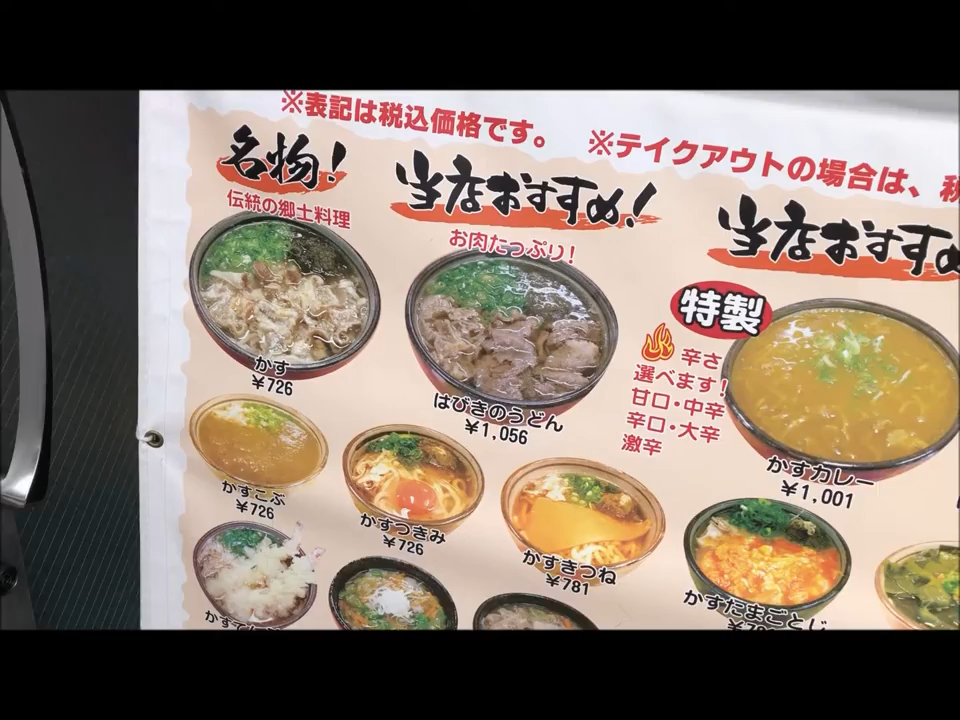 ※表記は税込価格です。
※テイクアウトの場合は、
名物!
伝統の郷土料理
かす
¥726
当店おすすめ!
お肉たっぷり!
はびきのうどん
¥1,056
当店おすすめ
特製
辛さ
選べます!
甘口・中辛
辛口・大辛
激辛
かすカレー
¥1,001
かすこぶ
¥726
かすつきみ
¥726
かすきつね
¥781
かすたまごとじ